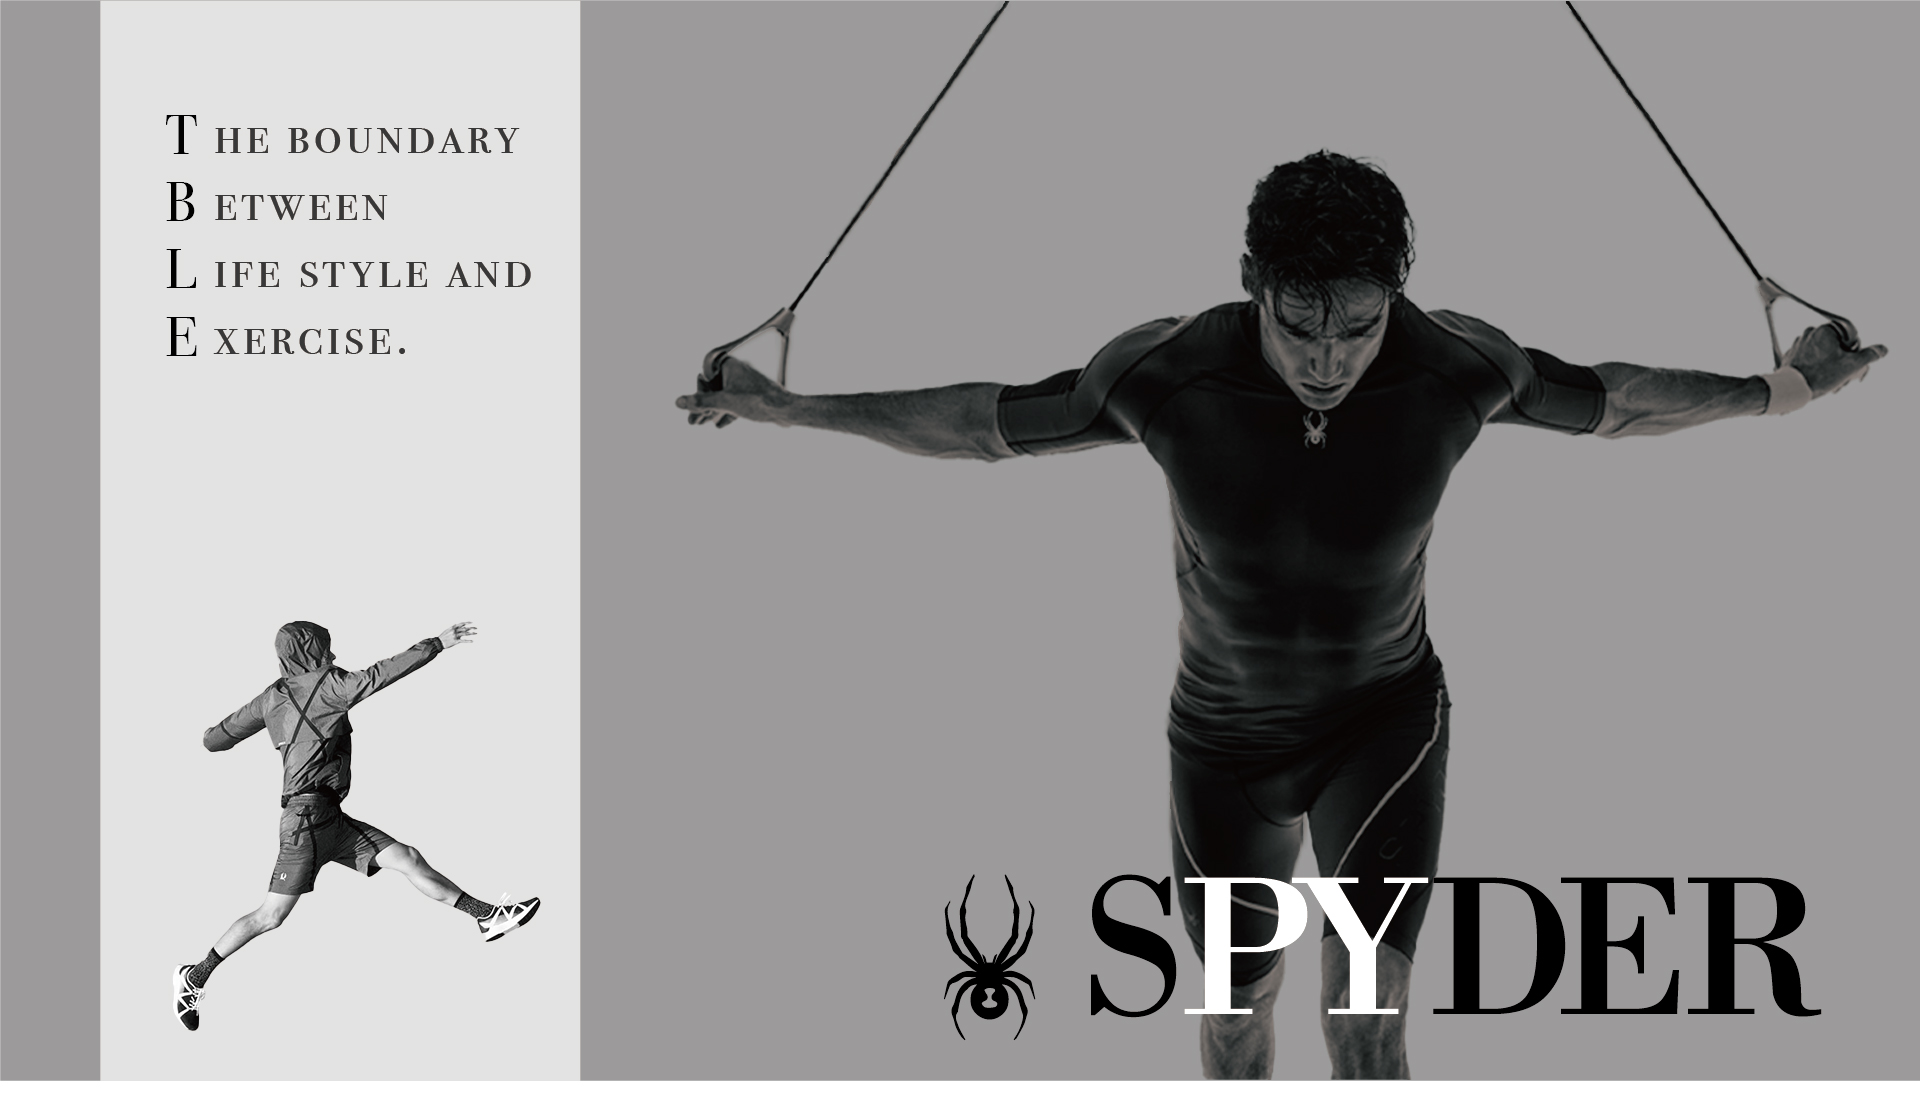 THE BOUNDARY
BETWEEN
LIFE STYLE AND
EXERCISE.
SPYDER